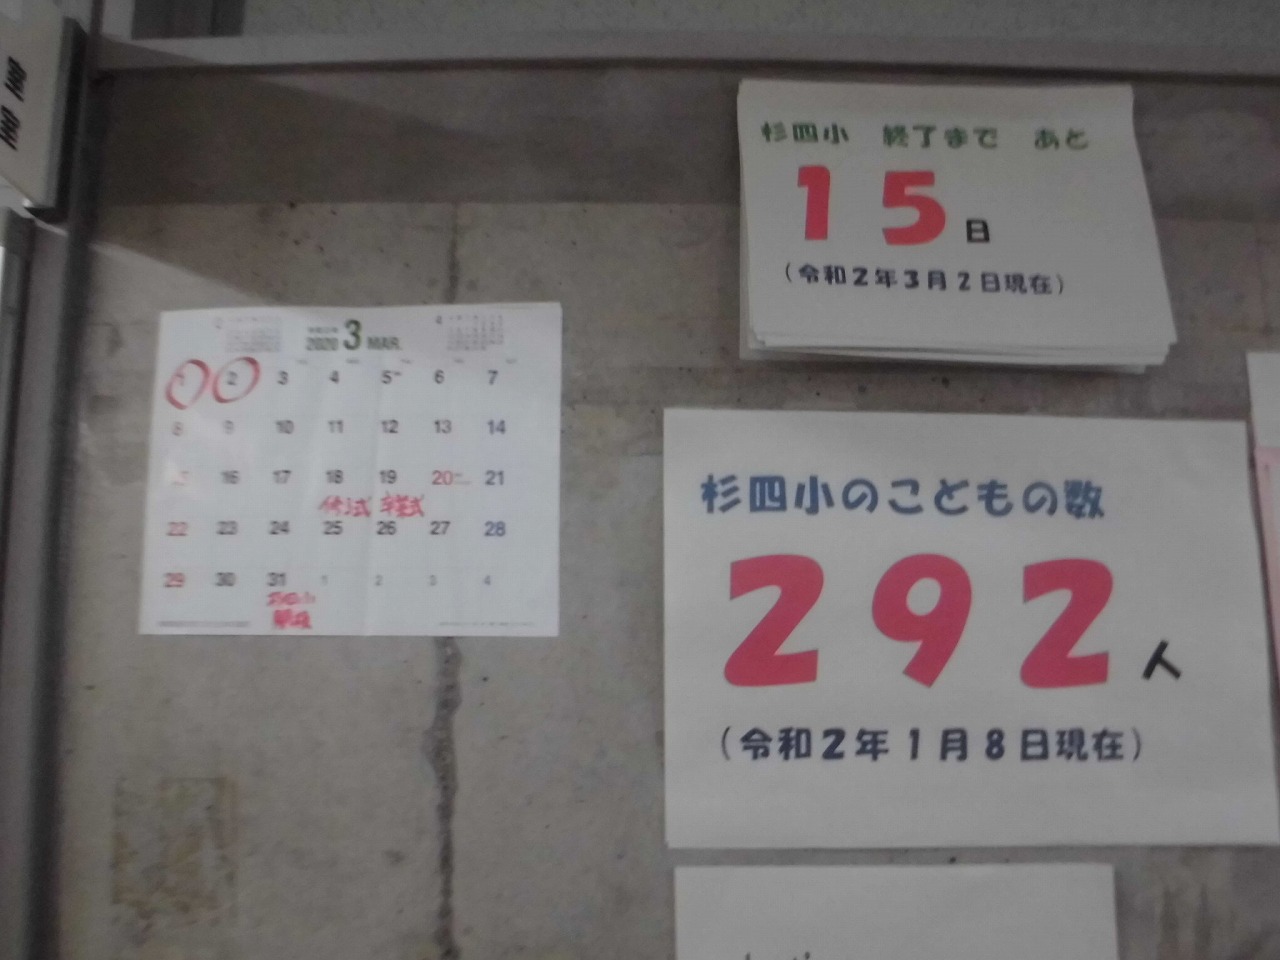 杉四小 終了まで あと
15日
(令和2年3月2日現在)
2020 3 MAR.
1 2 3 4 5 6 7
8 9 10 11 12 13 14
15 16 17 18 19 20 21
修了式 卒業式
22 23 24 25 26 27 28
29 30 31 1 2 3 4
杉四小
閉校
杉四小のこどもの数
292人
(令和2年1月8日現在)